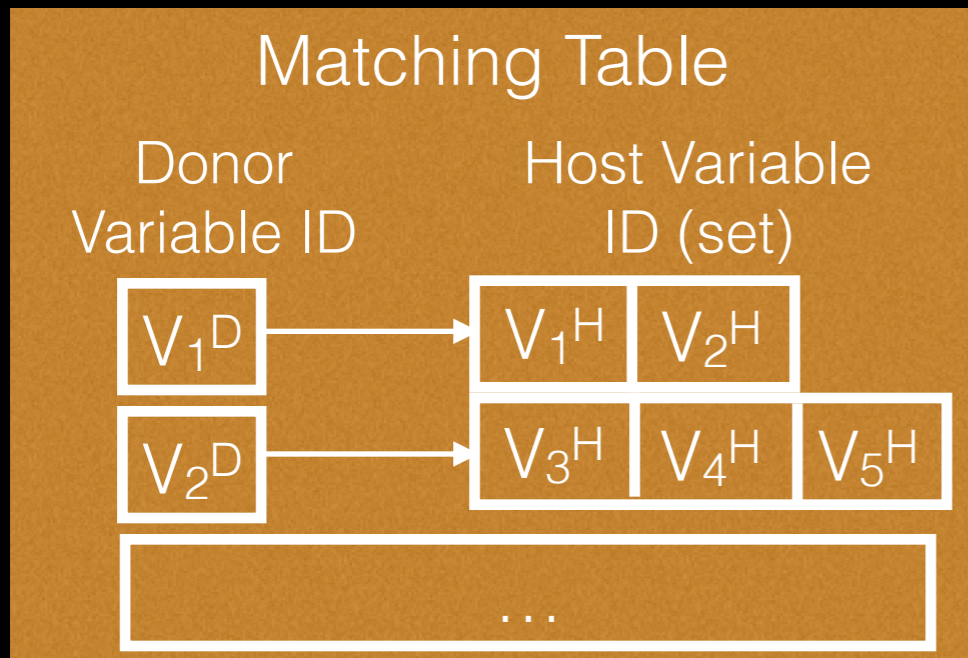 Matching Table
Donor
Variable ID
Host Variable
ID (set)
V₁ᴰ V₁ᴴ V₂ᴴ
V₂ᴰ V₃ᴴ V₄ᴴ V₅ᴴ
...